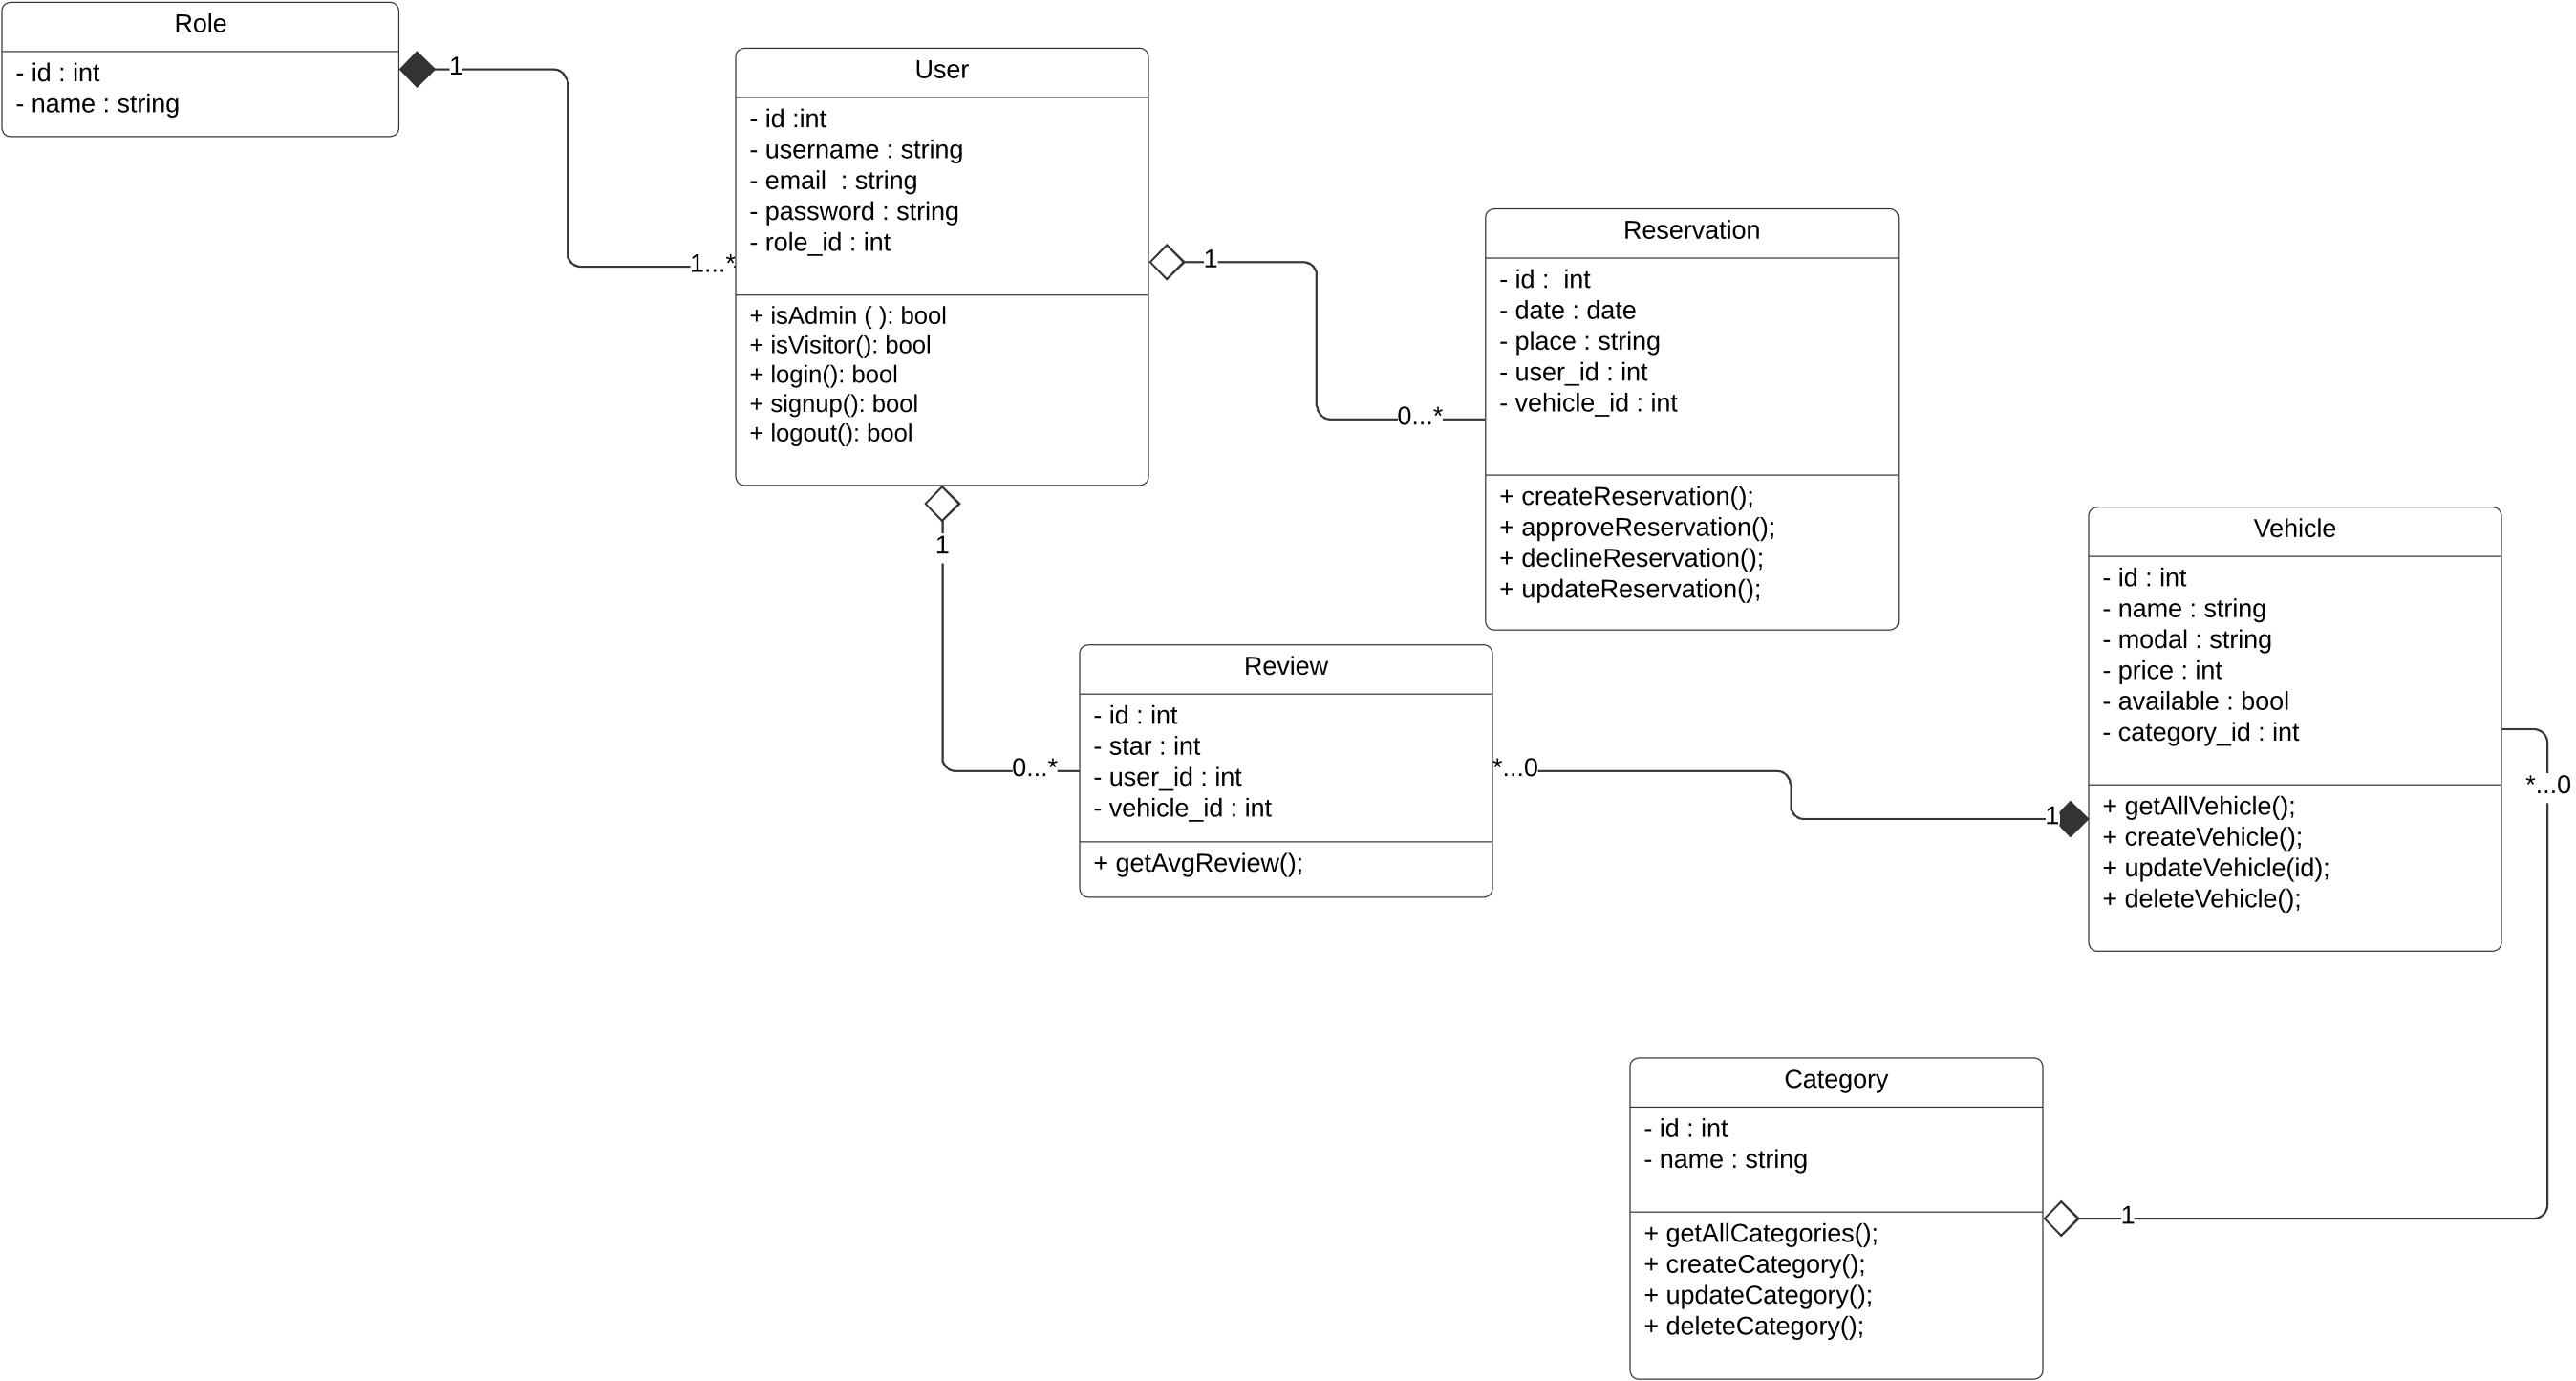 Role
- id : int
- name : string
1
1...*
User
- id :int
- username : string
- email  : string
- password : string
- role_id : int
+ isAdmin ( ): bool
+ isVisitor(): bool
+ login(): bool
+ signup(): bool
+ logout(): bool
1
0...*
1
0...*
Reservation
- id :  int
- date : date
- place : string
- user_id : int
- vehicle_id : int
+ createReservation();
+ approveReservation();
+ declineReservation();
+ updateReservation();
Review
- id : int
- star : int
- user_id : int
- vehicle_id : int
+ getAvgReview();
*...0
1
Vehicle
- id : int
- name : string
- modal : string
- price : int
- available : bool
- category_id : int
+ getAllVehicle();
+ createVehicle();
+ updateVehicle(id);
+ deleteVehicle();
*...0
1
Category
- id : int
- name : string
+ getAllCategories();
+ createCategory();
+ updateCategory();
+ deleteCategory();